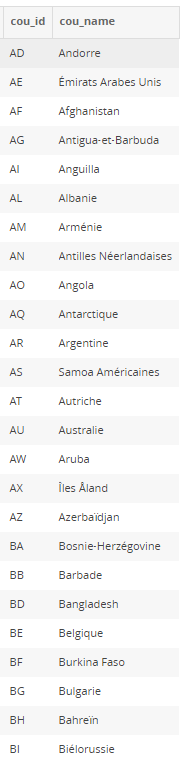 cou_id cou_name
AD Andorre
AE Émirats Arabes Unis
AF Afghanistan
AG Antigua-et-Barbuda
AI Anguilla
AL Albanie
AM Arménie
AN Antilles Néerlandaises
AO Angola
AQ Antarctique
AR Argentine
AS Samoa Américaines
AT Autriche
AU Australie
AW Aruba
AX Îles Åland
AZ Azerbaïdjan
BA Bosnie-Herzégovine
BB Barbade
BD Bangladesh
BE Belgique
BF Burkina Faso
BG Bulgarie
BH Bahreïn
BI Biélorussie